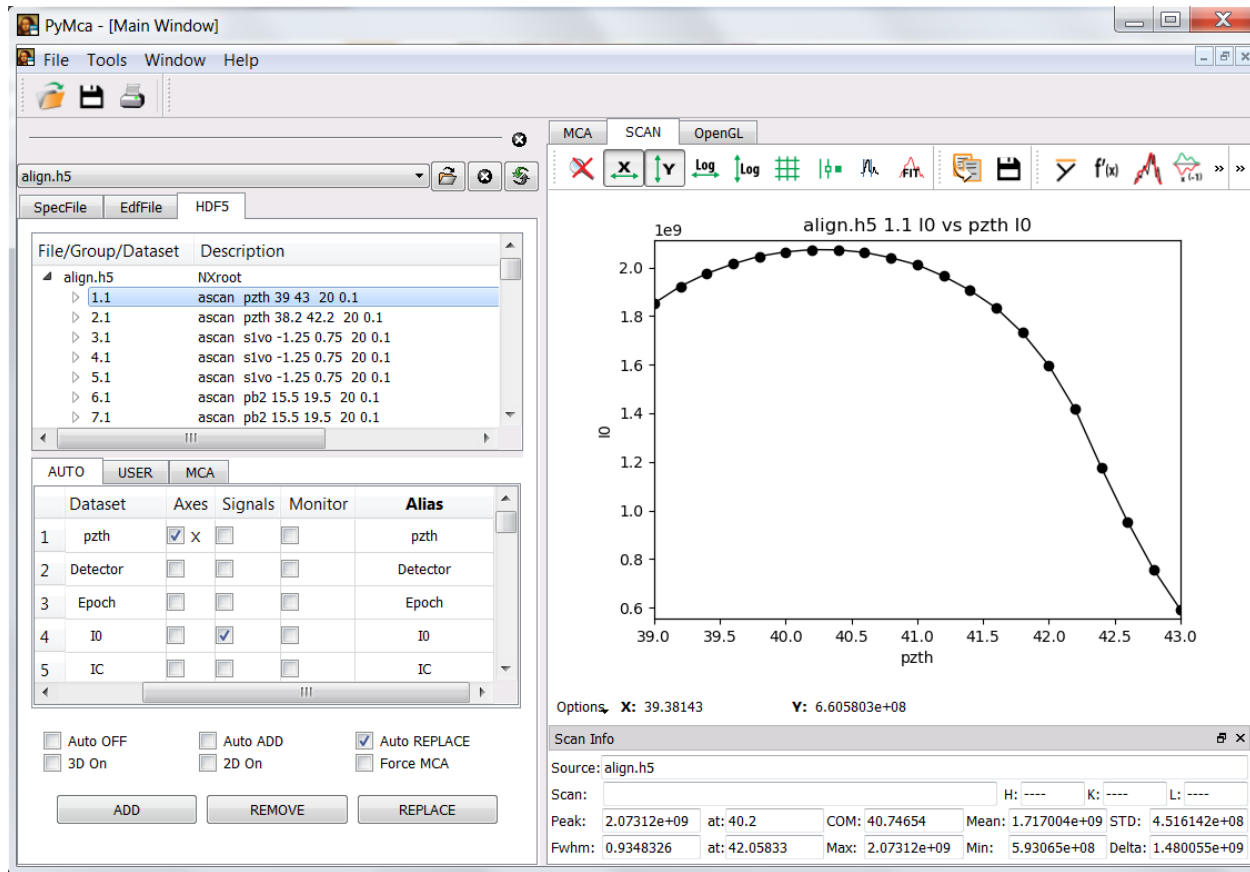 PyMca - [Main Window]
File Tools Window Help
align.h5
SpecFile EdfFile HDF5
File/Group/Dataset Description
align.h5 NXroot
1.1 ascan pzth 39 43 20 0.1
2.1 ascan pzth 38.2 42.2 20 0.1
3.1 ascan s1vo -1.25 0.75 20 0.1
4.1 ascan s1vo -1.25 0.75 20 0.1
5.1 ascan s1vo -1.25 0.75 20 0.1
6.1 ascan pb2 15.5 19.5 20 0.1
7.1 ascan pb2 15.5 19.5 20 0.1
AUTO USER MCA
Dataset Axes Signals Monitor Alias
1 pzth X pzth
2 Detector Detector
3 Epoch Epoch
4 I0 I0
5 IC IC
Auto OFF Auto ADD Auto REPLACE
3D On 2D On Force MCA
ADD REMOVE REPLACE
MCA SCAN OpenGL
X Y Log Log FIT Y f'(x) x (-1) » »
align.h5 1.1 I0 vs pzth I0
1e9
2.0
1.8
1.6
1.4
1.2
1.0
0.8
0.6
I0
39.0 39.5 40.0 40.5 41.0 41.5 42.0 42.5 43.0
pzth
Options X: 39.38143 Y: 6.605803e+08
Scan Info
Source: align.h5
Scan: H: ---- K: ---- L: ----
Peak: 2.07312e+09 at: 40.2 COM: 40.74654 Mean: 1.717004e+09 STD: 4.516142e+08
Fwhm: 0.9348326 at: 42.05833 Max: 2.07312e+09 Min: 5.93065e+08 Delta: 1.480055e+09